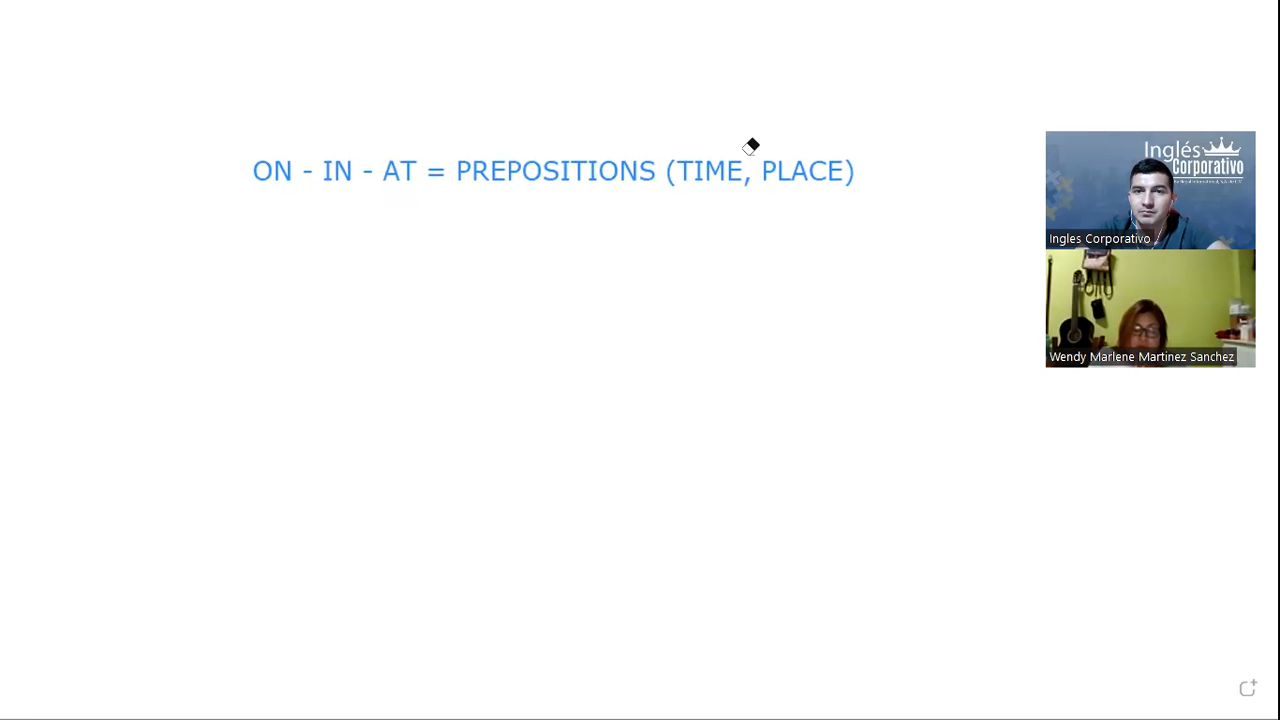 ON - IN - AT = PREPOSITIONS (TIME, PLACE)
Inglés
Corporativo
Ingles Corporativo
Wendy Marlene Martinez Sanchez